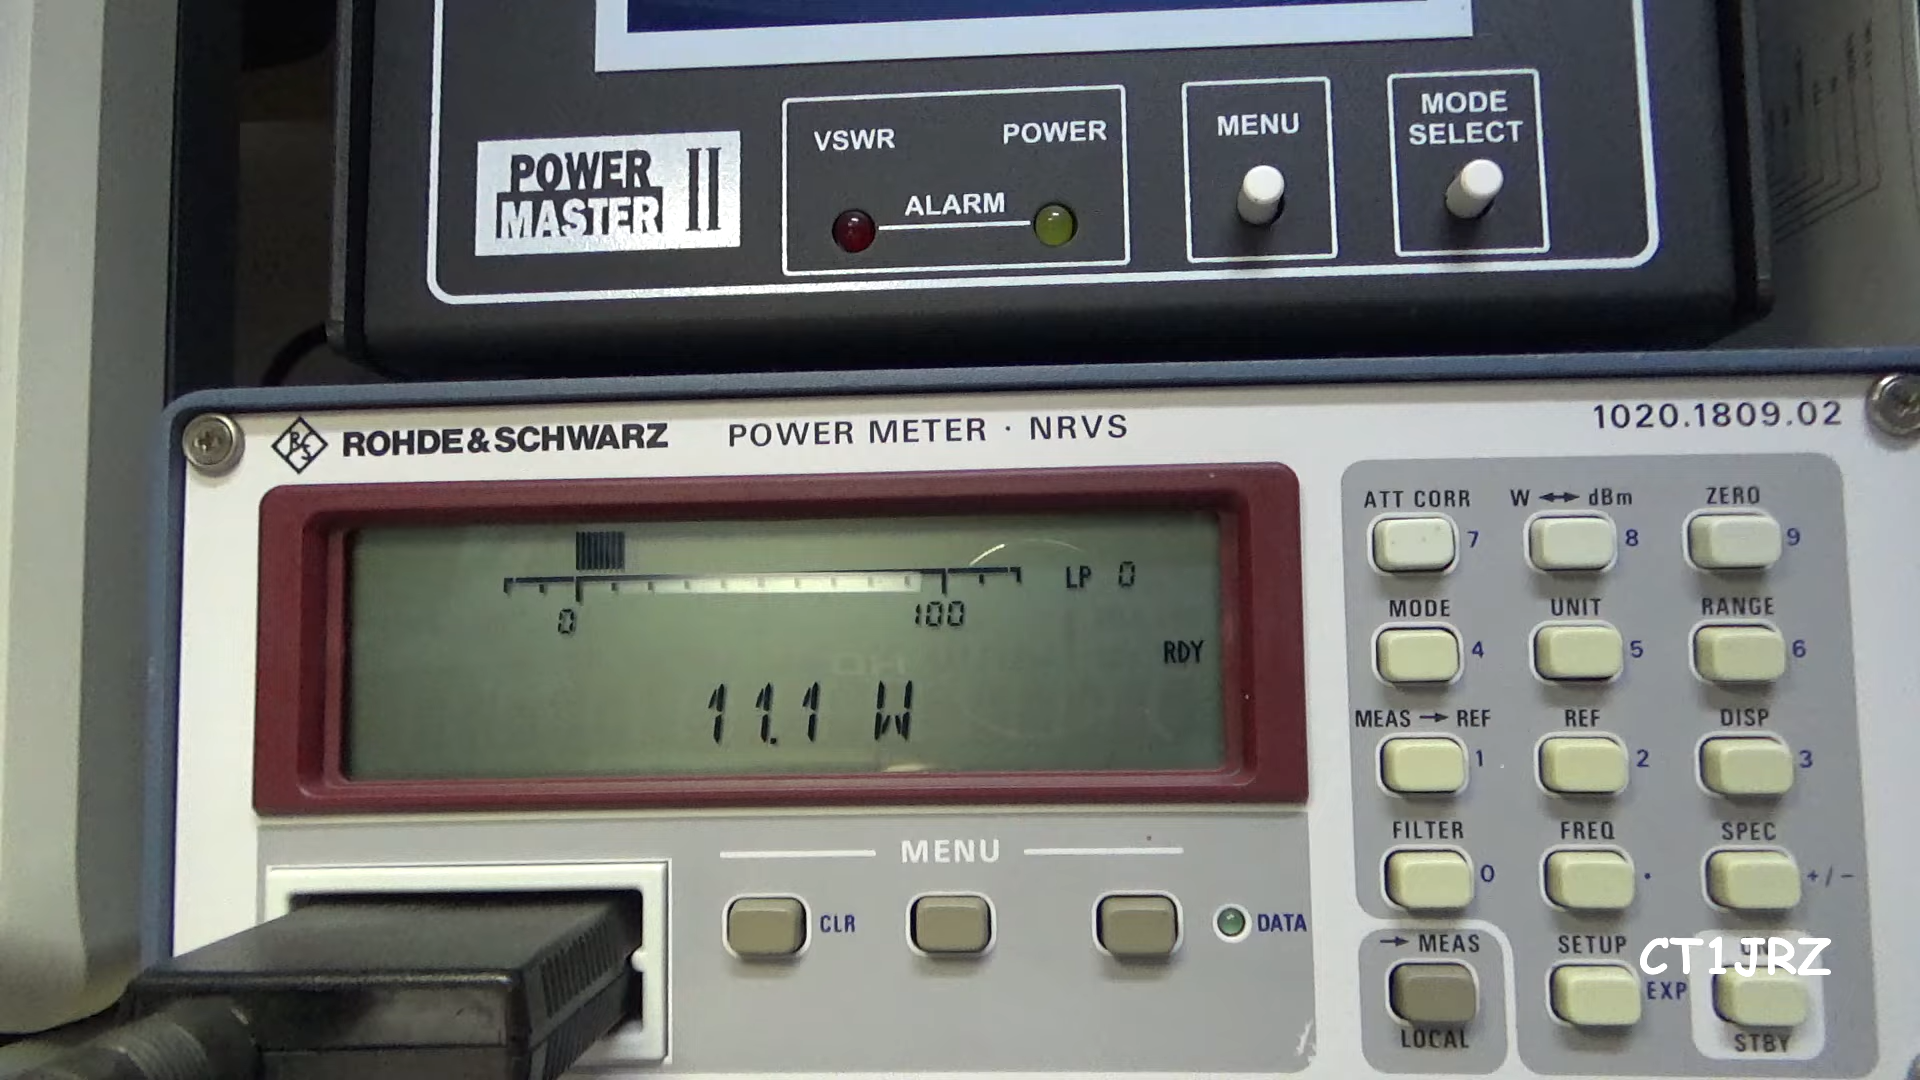 POWER MASTER II
VSWR POWER
ALARM
MENU
MODE SELECT
R&S ROHDE&SCHWARZ POWER METER · NRVS 1020.1809.02
LP 0
0 100
RDY
11.1 W
MENU
CLR
DATA
ATT CORR 7 W ↔ dBm 8 ZERO 9
MODE 4 UNIT 5 RANGE 6
MEAS → REF 1 REF 2 DISP 3
FILTER 0 FREQ . SPEC +/-
→ MEAS LOCAL
SETUP EXP
STBY
CT1JRZ